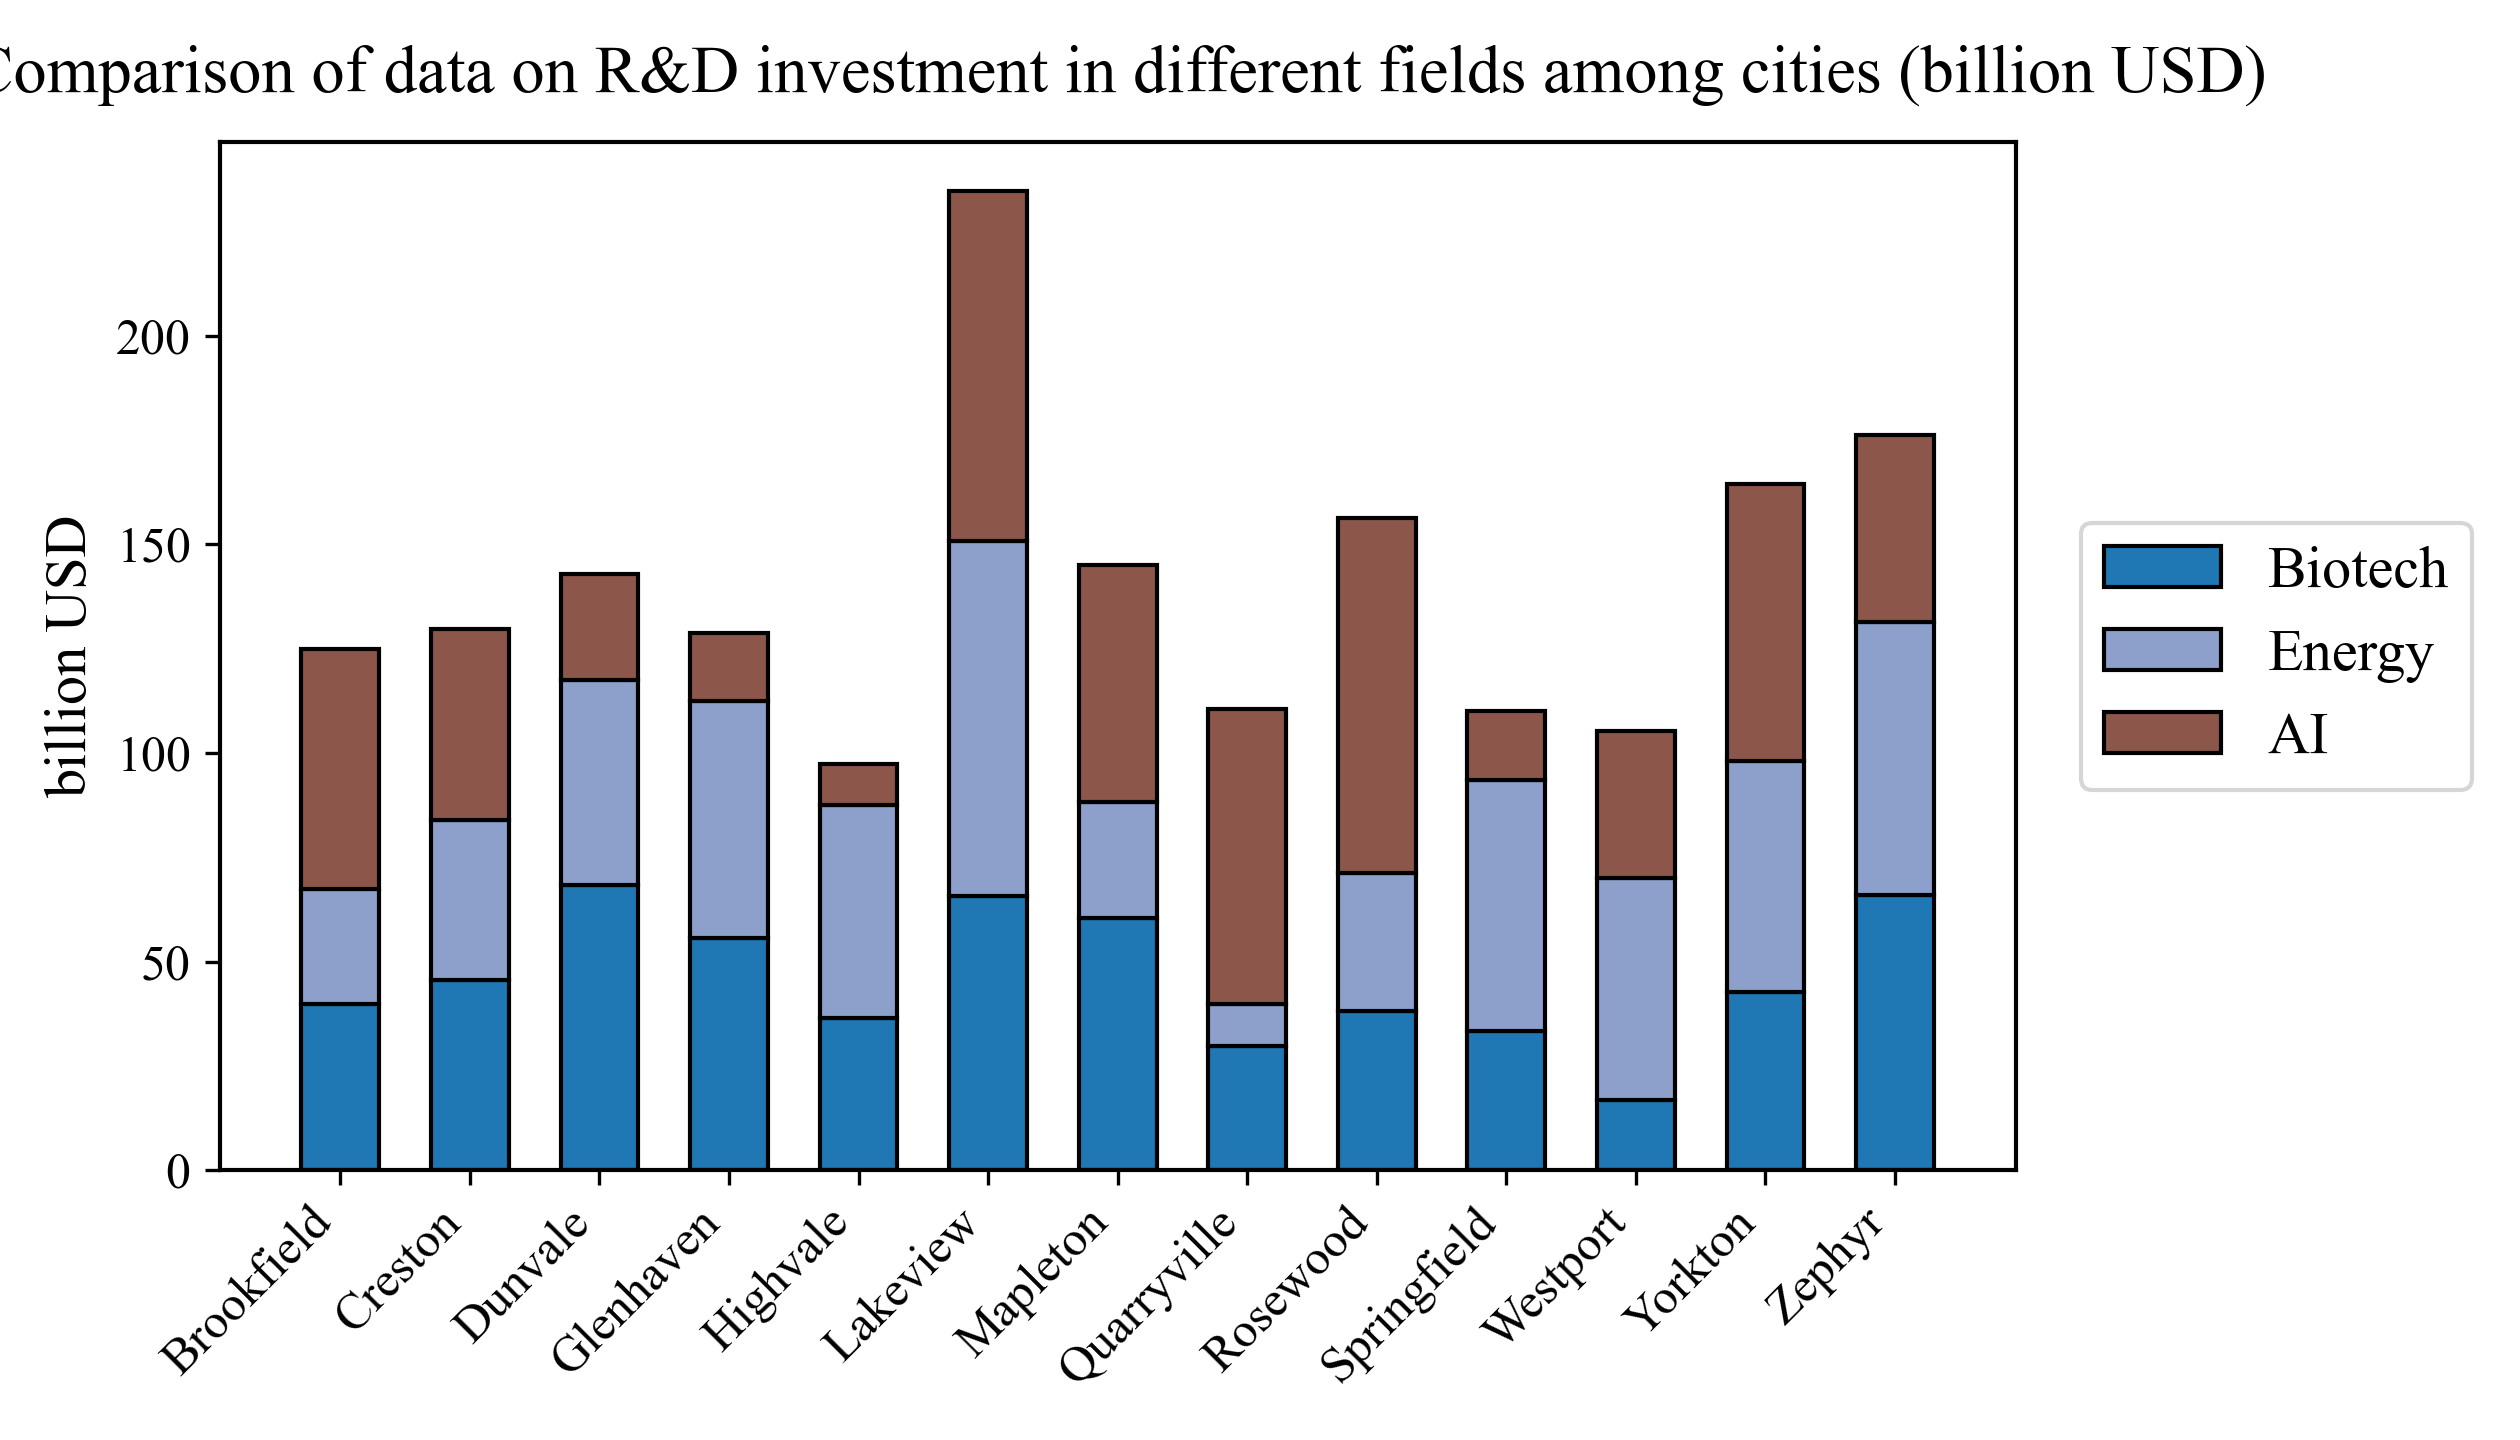 omparison of data on R&D investment in different fields among cities (billion USD)
billion USD
200
150
100
50
0
Brookfield
Creston
Dunvale
Glenhaven
Highvale
Lakeview
Mapleton
Quarryville
Rosewood
Springfield
Westport
Yorkton
Zephyr
Biotech
Energy
AI